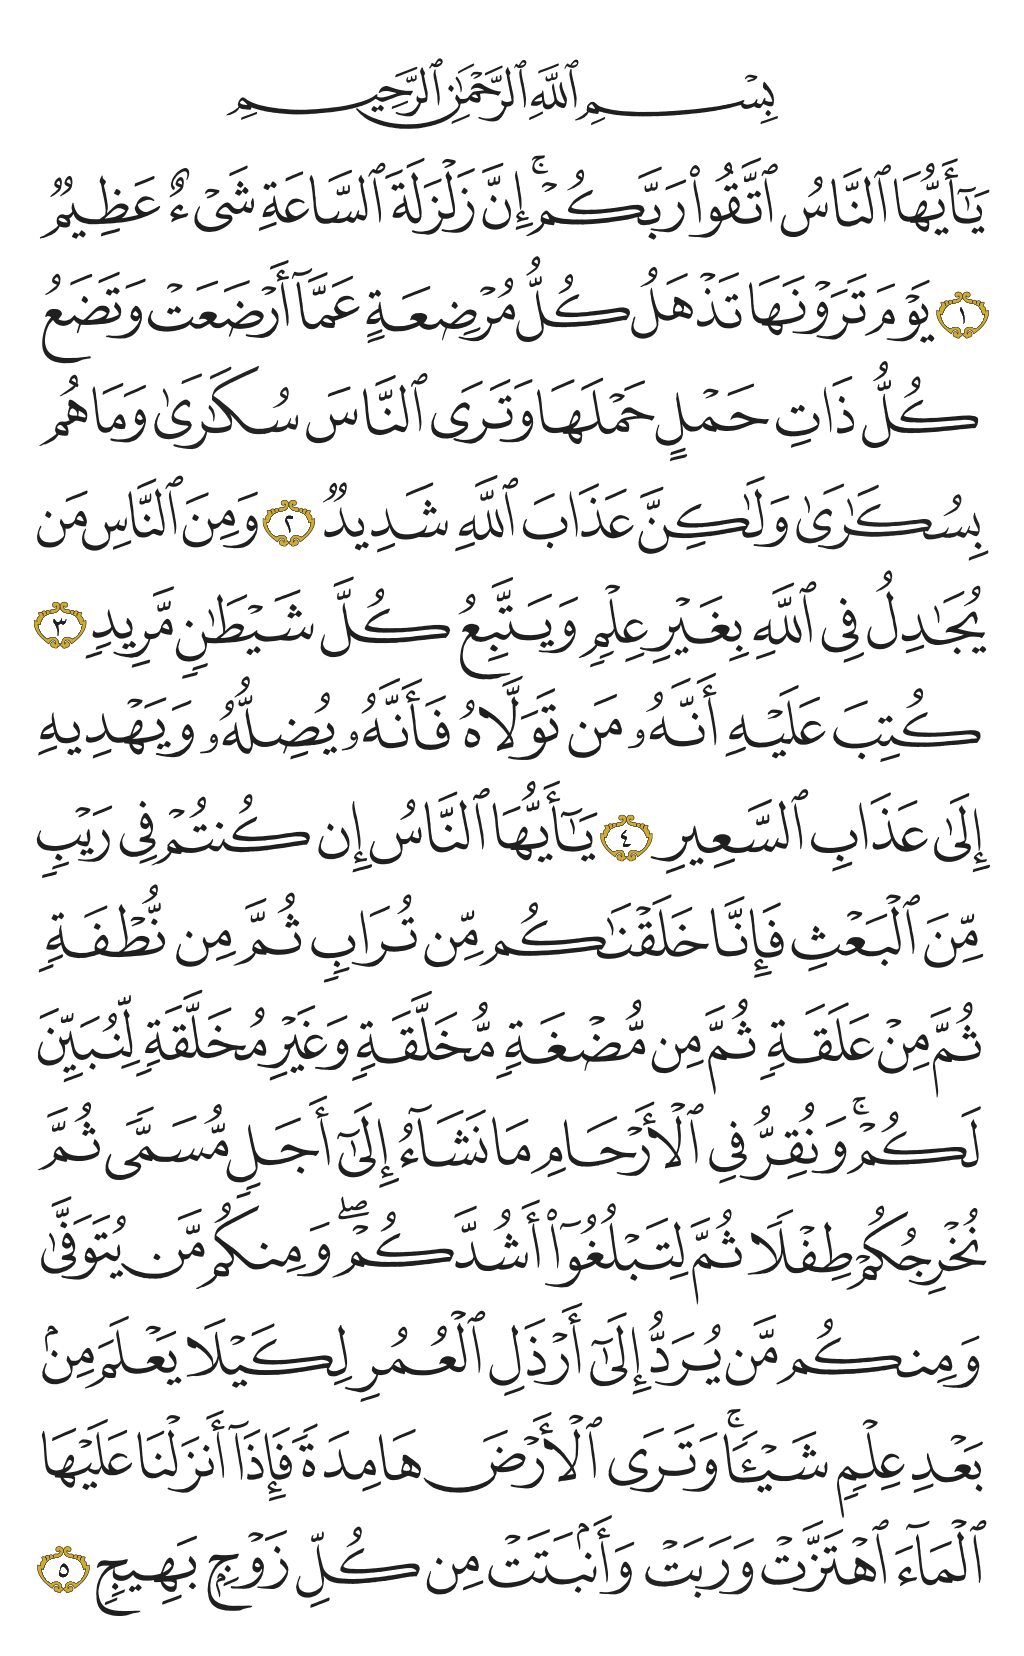 بِسۡمِ ٱللَّهِ ٱلرَّحۡمَٰنِ ٱلرَّحِيمِ
يَٰٓأَيُّهَا ٱلنَّاسُ ٱتَّقُواْ رَبَّكُمۡۚ إِنَّ زَلۡزَلَةَ ٱلسَّاعَةِ شَيۡءٌ عَظِيمٞ
١ يَوۡمَ تَرَوۡنَهَا تَذۡهَلُ كُلُّ مُرۡضِعَةٍ عَمَّآ أَرۡضَعَتۡ وَتَضَعُ
كُلُّ ذَاتِ حَمۡلٍ حَمۡلَهَا وَتَرَى ٱلنَّاسَ سُكَٰرَىٰ وَمَا هُم
بِسُكَٰرَىٰ وَلَٰكِنَّ عَذَابَ ٱللَّهِ شَدِيدٞ ٢ وَمِنَ ٱلنَّاسِ مَن
يُجَٰدِلُ فِي ٱللَّهِ بِغَيۡرِ عِلۡمٖ وَيَتَّبِعُ كُلَّ شَيۡطَٰنٖ مَّرِيدٖ ٣
كُتِبَ عَلَيۡهِ أَنَّهُۥ مَن تَوَلَّاهُ فَأَنَّهُۥ يُضِلُّهُۥ وَيَهۡدِيهِ
إِلَىٰ عَذَابِ ٱلسَّعِيرِ ٤ يَٰٓأَيُّهَا ٱلنَّاسُ إِن كُنتُمۡ فِي رَيۡبٖ
مِّنَ ٱلۡبَعۡثِ فَإِنَّا خَلَقۡنَٰكُم مِّن تُرَابٖ ثُمَّ مِن نُّطۡفَةٖ
ثُمَّ مِنۡ عَلَقَةٖ ثُمَّ مِن مُّضۡغَةٖ مُّخَلَّقَةٖ وَغَيۡرِ مُخَلَّقَةٖ لِّنُبَيِّنَ
لَكُمۡۚ وَنُقِرُّ فِي ٱلۡأَرۡحَامِ مَا نَشَآءُ إِلَىٰٓ أَجَلٖ مُّسَمّٗى ثُمَّ
نُخۡرِجُكُمۡ طِفۡلٗا ثُمَّ لِتَبۡلُغُوٓاْ أَشُدَّكُمۡۖ وَمِنكُم مَّن يُتَوَفَّىٰ
وَمِنكُم مَّن يُرَدُّ إِلَىٰٓ أَرۡذَلِ ٱلۡعُمُرِ لِكَيۡلَا يَعۡلَمَ مِنۢ
بَعۡدِ عِلۡمٖ شَيۡـٔٗاۚ وَتَرَى ٱلۡأَرۡضَ هَامِدَةٗ فَإِذَآ أَنزَلۡنَا عَلَيۡهَا
ٱلۡمَآءَ ٱهۡتَزَّتۡ وَرَبَتۡ وَأَنۢبَتَتۡ مِن كُلِّ زَوۡجِۭ بَهِيجٖ ٥